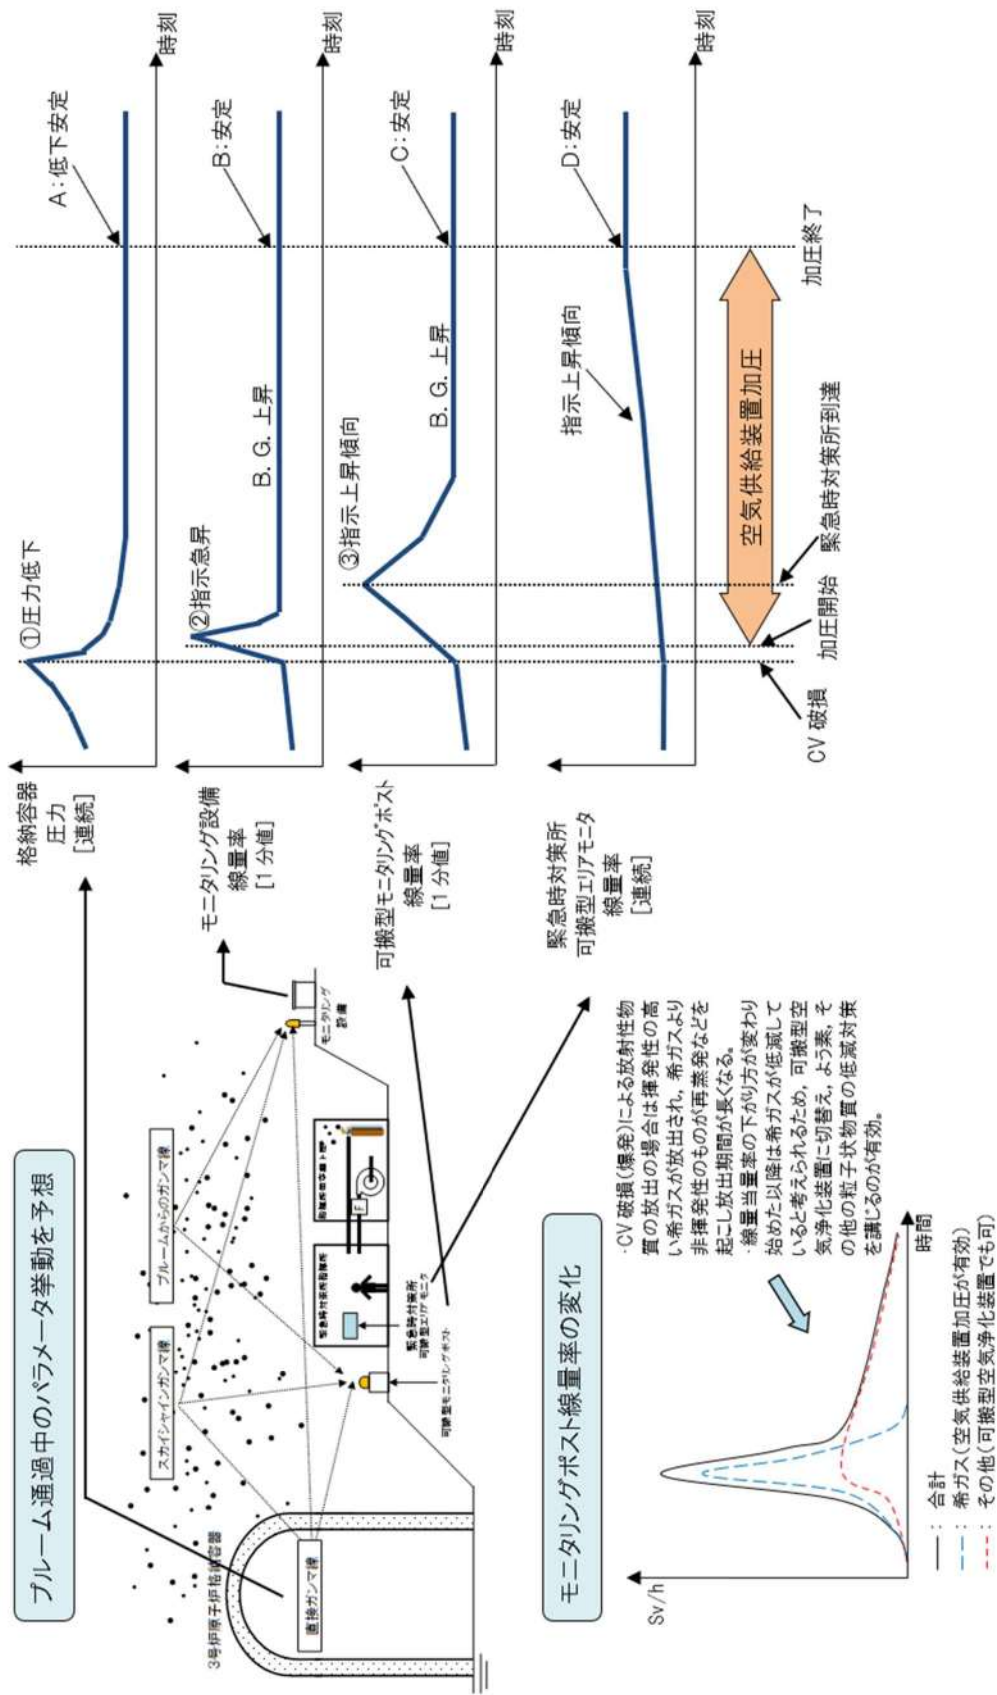 プルーム通過中のパラメータ挙動を予想
3号炉原子炉格納容器
直接ガンマ線
スカイシャインガンマ線
プルームからのガンマ線
緊急時対策所指揮所
モニタリング
設備
緊急時対策所
可搬型エリアモニタ
可搬型モニタリングポスト
F
格納容器
圧力
[連続]
①圧力低下
A:低下安定
時刻
モニタリング設備
線量率
[1分値]
②指示急昇
B. G. 上昇
B:安定
時刻
可搬型モニタリングポスト
線量率
[1分値]
③指示上昇傾向
B. G. 上昇
C:安定
時刻
緊急時対策所
可搬型エリアモニタ
線量率
[連続]
指示上昇傾向
D:安定
時刻
空気供給装置加圧
CV 破損
加圧開始
緊急時対策所到達
加圧終了
モニタリングポスト線量率の変化
Sv/h
時間
・CV 破損(爆発)による放射性物
質の放出の場合は揮発性の高
い希ガスが放出され，希ガスより
非揮発性のものが再蒸発などを
起こし放出期間が長くなる。
・線量当量率の下がり方が変わり
始めた以降は希ガスが低減して
いると考えられるため，可搬型空
気浄化装置に切替え，よう素，そ
の他の粒子状物質の低減対策
を講じるのが有効。
― ： 合計
― ― ： 希ガス(空気供給装置加圧が有効)
--- ： その他(可搬型空気浄化装置でも可)